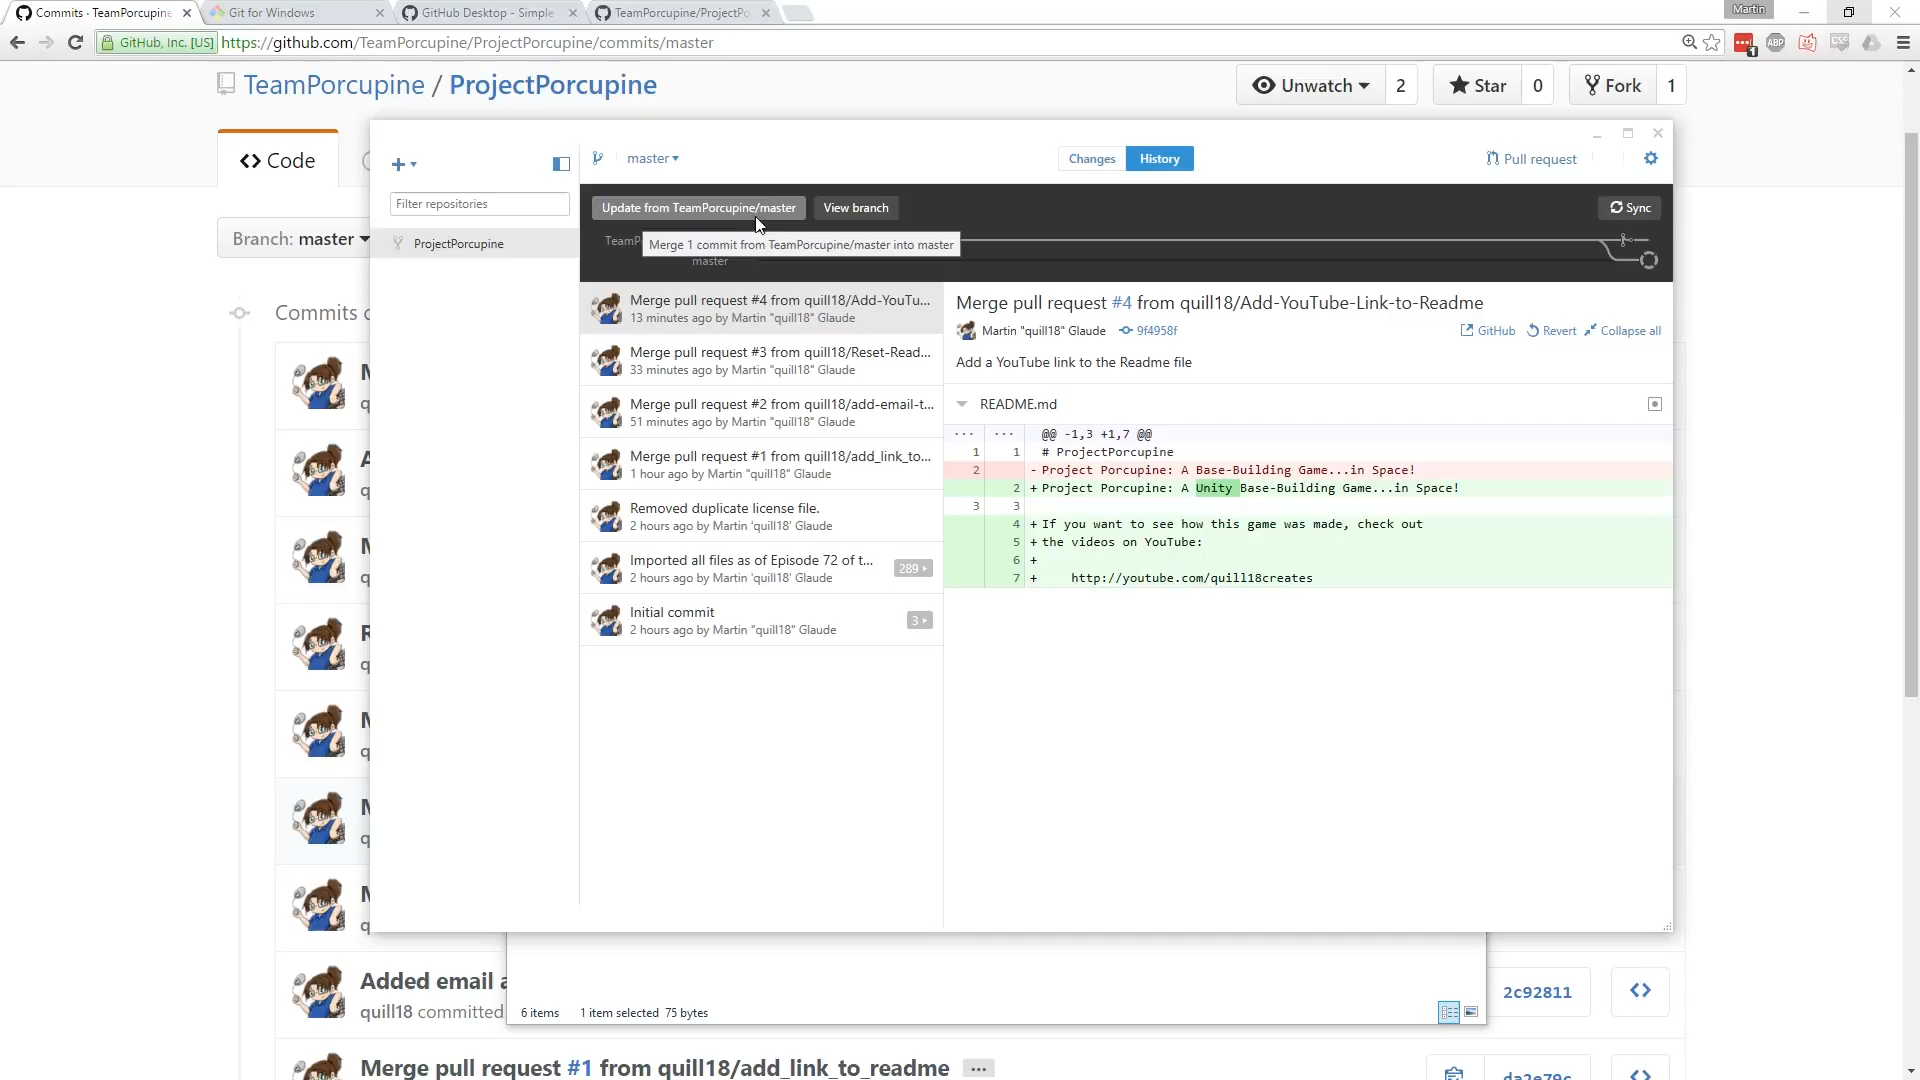 Commits · TeamPorcupine
Git for Windows
GitHub Desktop - Simple
TeamPorcupine/ProjectPo
Martin
GitHub, Inc. [US]
https://github.com/TeamPorcupine/ProjectPorcupine/commits/master
1
ABP
CSS
TeamPorcupine / ProjectPorcupine
Unwatch
2
Star
0
Fork
1
Code
master
Changes
History
Pull request
Filter repositories
Update from TeamPorcupine/master
View branch
Sync
Branch: master
ProjectPorcupine
TeamP
Merge 1 commit from TeamPorcupine/master into master
master
Commits
Merge pull request #4 from quill18/Add-YouTu...
13 minutes ago by Martin "quill18" Glaude
Merge pull request #3 from quill18/Reset-Read...
33 minutes ago by Martin "quill18" Glaude
Merge pull request #2 from quill18/add-email-t...
51 minutes ago by Martin "quill18" Glaude
Merge pull request #1 from quill18/add_link_to...
1 hour ago by Martin "quill18" Glaude
Removed duplicate license file.
2 hours ago by Martin 'quill18' Glaude
Imported all files as of Episode 72 of t...
2 hours ago by Martin 'quill18' Glaude
289
Initial commit
2 hours ago by Martin "quill18" Glaude
3
Merge pull request #4 from quill18/Add-YouTube-Link-to-Readme
Martin "quill18" Glaude
9f4958f
GitHub
Revert
Collapse all
Add a YouTube link to the Readme file
README.md
... ... @@ -1,3 +1,7 @@
1 1 # ProjectPorcupine
2 - Project Porcupine: A Base-Building Game...in Space!
2 + Project Porcupine: A Unity Base-Building Game...in Space!
3 3
4 + If you want to see how this game was made, check out
5 + the videos on YouTube:
6 +
7 + http://youtube.com/quill18creates
Added email a
quill18 committed
6 items
1 item selected 75 bytes
2c92811
Merge pull request #1 from quill18/add_link_to_readme
...
da2e79c